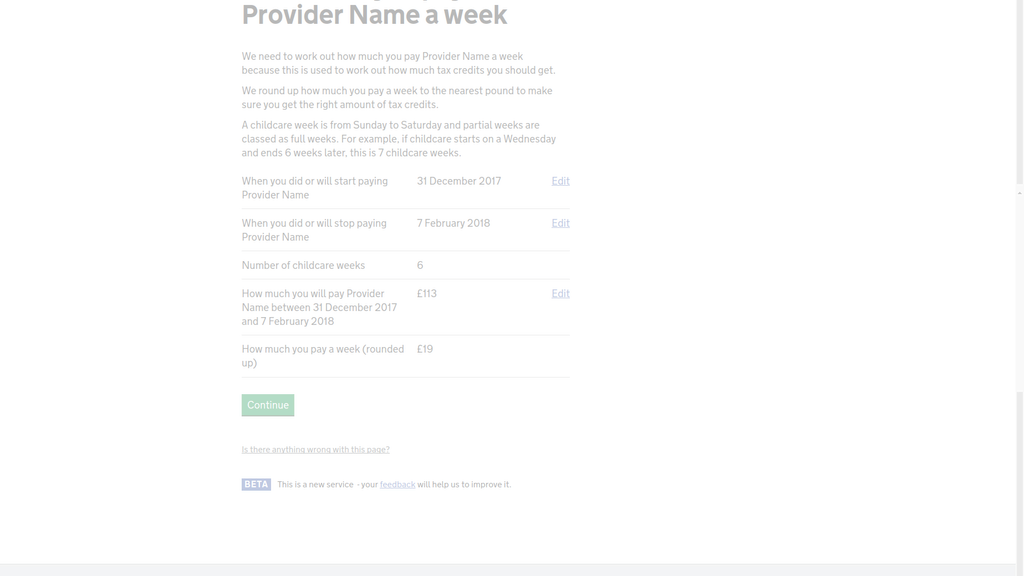 Provider Name a week
We need to work out how much you pay Provider Name a week
because this is used to work out how much tax credits you should get.
We round up how much you pay a week to the nearest pound to make
sure you get the right amount of tax credits.
A childcare week is from Sunday to Saturday and partial weeks are
classed as full weeks. For example, if childcare starts on a Wednesday
and ends 6 weeks later, this is 7 childcare weeks.
When you did or will start paying
Provider Name
31 December 2017
Edit
When you did or will stop paying
Provider Name
7 February 2018
Edit
Number of childcare weeks
6
How much you will pay Provider
Name between 31 December 2017
and 7 February 2018
£113
Edit
How much you pay a week (rounded
up)
£19
Continue
Is there anything wrong with this page?
BETA This is a new service - your feedback will help us to improve it.